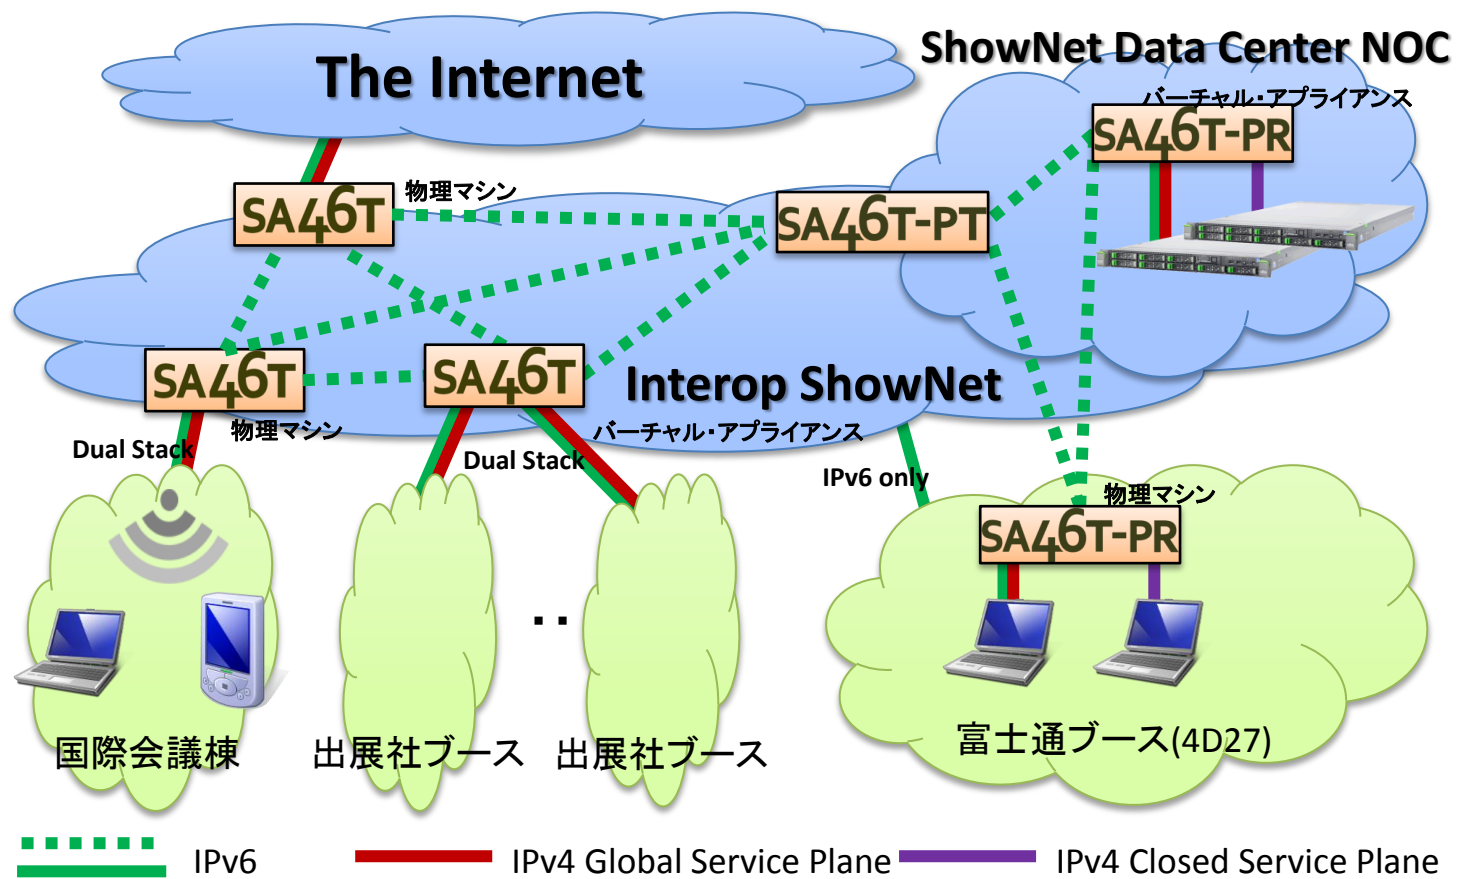 The Internet
ShowNet Data Center NOC
バーチャル・アプライアンス
SA46T-PR
SA46T
物理マシン
SA46T-PT
SA46T
物理マシン
SA46T
バーチャル・アプライアンス
Interop ShowNet
Dual Stack
Dual Stack
IPv6 only
物理マシン
SA46T-PR
‥
国際会議棟
出展社ブース
出展社ブース
富士通ブース(4D27)
IPv6
IPv4 Global Service Plane
IPv4 Closed Service Plane